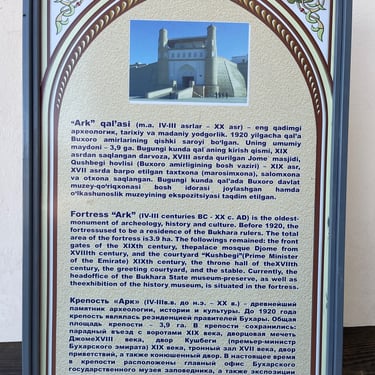 "Ark" qal'asi (m.a. IV-III asrlar – XX asr) – eng qadimgi
археологик, tarixiy va madaniy yodgorlik. 1920 yilgacha qal'a
Buxoro amirlarining qishki saroyi bo'lgan. Uning umumiy
maydoni – 3,9 ga. Bugungi kunda qal'aning kirish qismi, XIX
asrdan saqlangan darvoza, XVIII asrda qurilgan Jome masjidi,
Qushbegi hovlisi (Buxoro amirligining bosh vaziri) – XIX asr,
XVII asrda barpo etilgan taxtxona (marosimxona), salomxona
va otxona saqlangan. Bugungi kunda qal'ada Buxoro davlat
muzey-qo'riqxonasi bosh idorasi joylashgan hamda
o'lkashunoslik muzeyining ekspozitsiyasi taqdim etilgan.
Fortress "Ark" (IV-III centuries BC - XX c. AD) is the oldest-
monument of archeology, history and culture. Before 1920, the
fortressused to be a residence of the Bukhara rulers. The total
area of the fortress is3.9 ha. The followings remained: the front
gates of the XIXth century, thepalace mosque Djome from
XVIIIth century, and the courtyard "Kushbegi"(Prime Minister
of the Emirate) XIXth century, the throne hall of theXVIIth
century, the greeting courtyard, and the stable. Currently, the
headoffice of the Bukhara State museum-preserve, as well as
theexhibition of the history museum, is situated in the fortress.
Крепость «Арк» (IV-IIIв.в. до н.э. – XX в.) – древнейший
памятник археологии, истории и культуры. До 1920 года
крепость являлась резиденцией правителей Бухары. Общая
площадь крепости – 3,9 га. В крепости сохранились:
парадный въезд с воротами XIX века, дворцовая мечеть
ДжомеXVIII век, двор Кушбеги (премьер-министр
Бухарского эмирата) XIX века, тронный зал XVII века, двор
приветствий, а также конюшенный двор. В настоящее время
в крепости расположены главный офис Бухарского
государственного музея заповедника, а также экспозиции